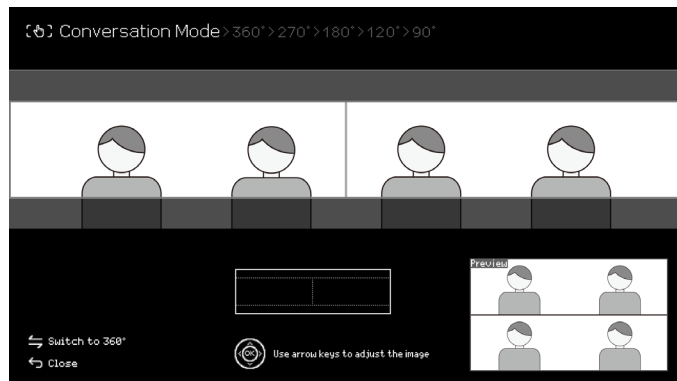 Conversation Mode>360°>270°>180°>120°>90°
Preview
Switch to 360°
OK
Use arrow keys to adjust the image
Close